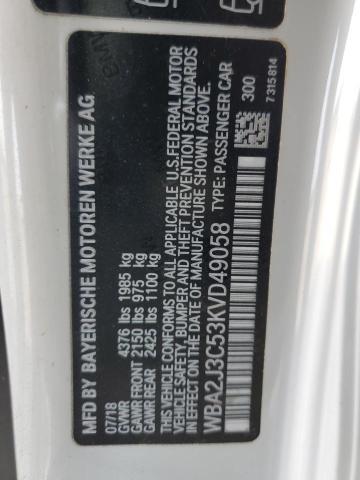 MFD BY BAYERISCHE MOTOREN WERKE AG
07/18
GVWR 4376 lbs 1985 kg
GAWR FRONT 2150 lbs 975 kg
GAWR REAR 2425 lbs 1100 kg
THIS VEHICLE CONFORMS TO ALL APPLICABLE U.S.FEDERAL MOTOR
VEHICLE SAFETY, BUMPER AND THEFT PREVENTION STANDARDS
IN EFFECT ON THE DATE OF MANUFACTURE SHOWN ABOVE.
WBA2J3C53KVD49058 TYPE: PASSENGER CAR
300
7 315 814